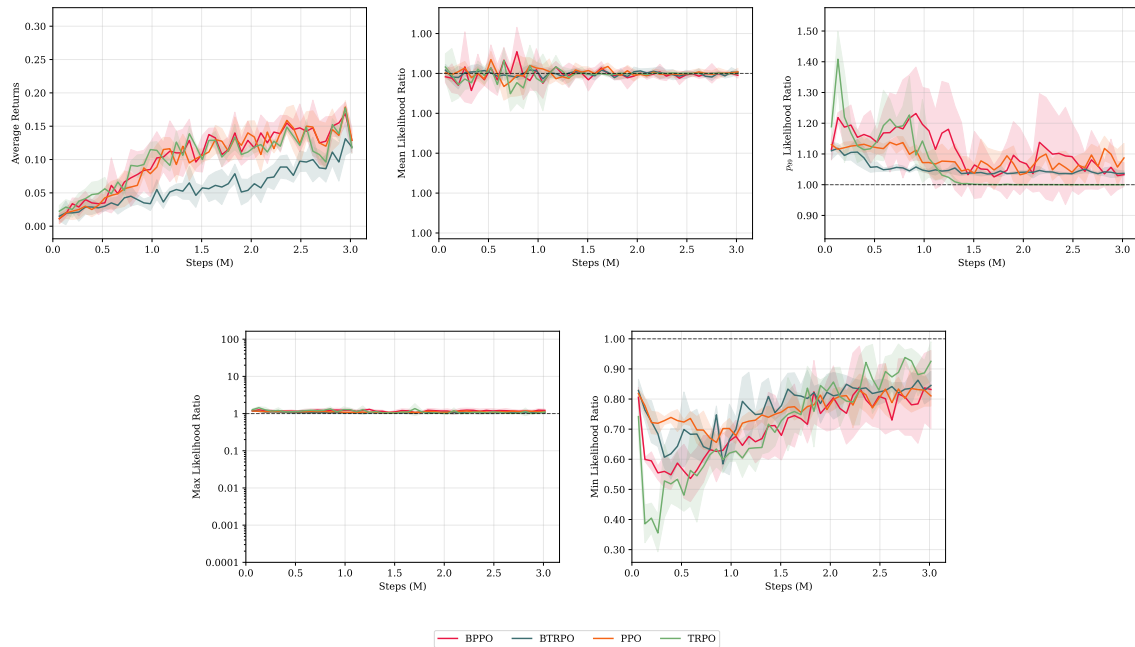 Average Returns
0.30
0.25
0.20
0.15
0.10
0.05
0.00
0.0 0.5 1.0 1.5 2.0 2.5 3.0
Steps (M)
Mean Likelihood Ratio
1.00
1.00
1.00
1.00
1.00
1.00
0.0 0.5 1.0 1.5 2.0 2.5 3.0
Steps (M)
Likelihood Ratio
1.50
1.40
1.30
1.20
1.10
1.00
0.90
0.0 0.5 1.0 1.5 2.0 2.5 3.0
Steps (M)
Max Likelihood Ratio
100
10
1
0.1
0.01
0.001
0.0001
0.0 0.5 1.0 1.5 2.0 2.5 3.0
Steps (M)
Min Likelihood Ratio
1.00
0.90
0.80
0.70
0.60
0.50
0.40
0.30
0.0 0.5 1.0 1.5 2.0 2.5 3.0
Steps (M)
BPPO BTRPO PPO TRPO